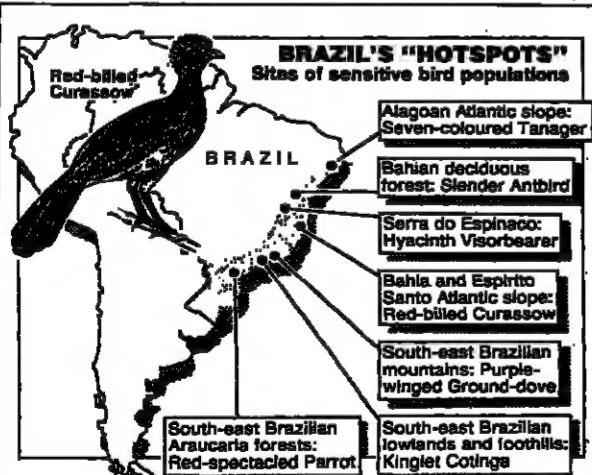 BRAZIL'S "HOTSPOTS"
Sites of sensitive bird populations
Red-billed
Curassow
BRAZIL
Alagoan Atlantic slope:
Seven-coloured Tanager
Bahian deciduous
forest: Slender Antbird
Serra do Espinaco:
Hyacinth Visorbearer
Bahia and Espirito
Santo Atlantic slope:
Red-billed Curassow
South-east Brazilian
mountains: Purple-
winged Ground-dove
South-east Brazilian
Araucaria forests:
Red-spectacled Parrot
South-east Brazilian
lowlands and foothills:
Kinglet Cotinga